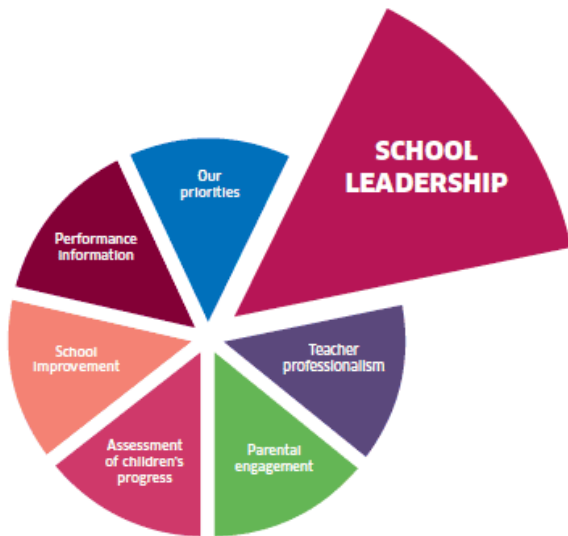 SCHOOL
LEADERSHIP
Our
priorities
Performance
information
School
improvement
Teacher
professionalism
Assessment
of children's
progress
Parental
engagement